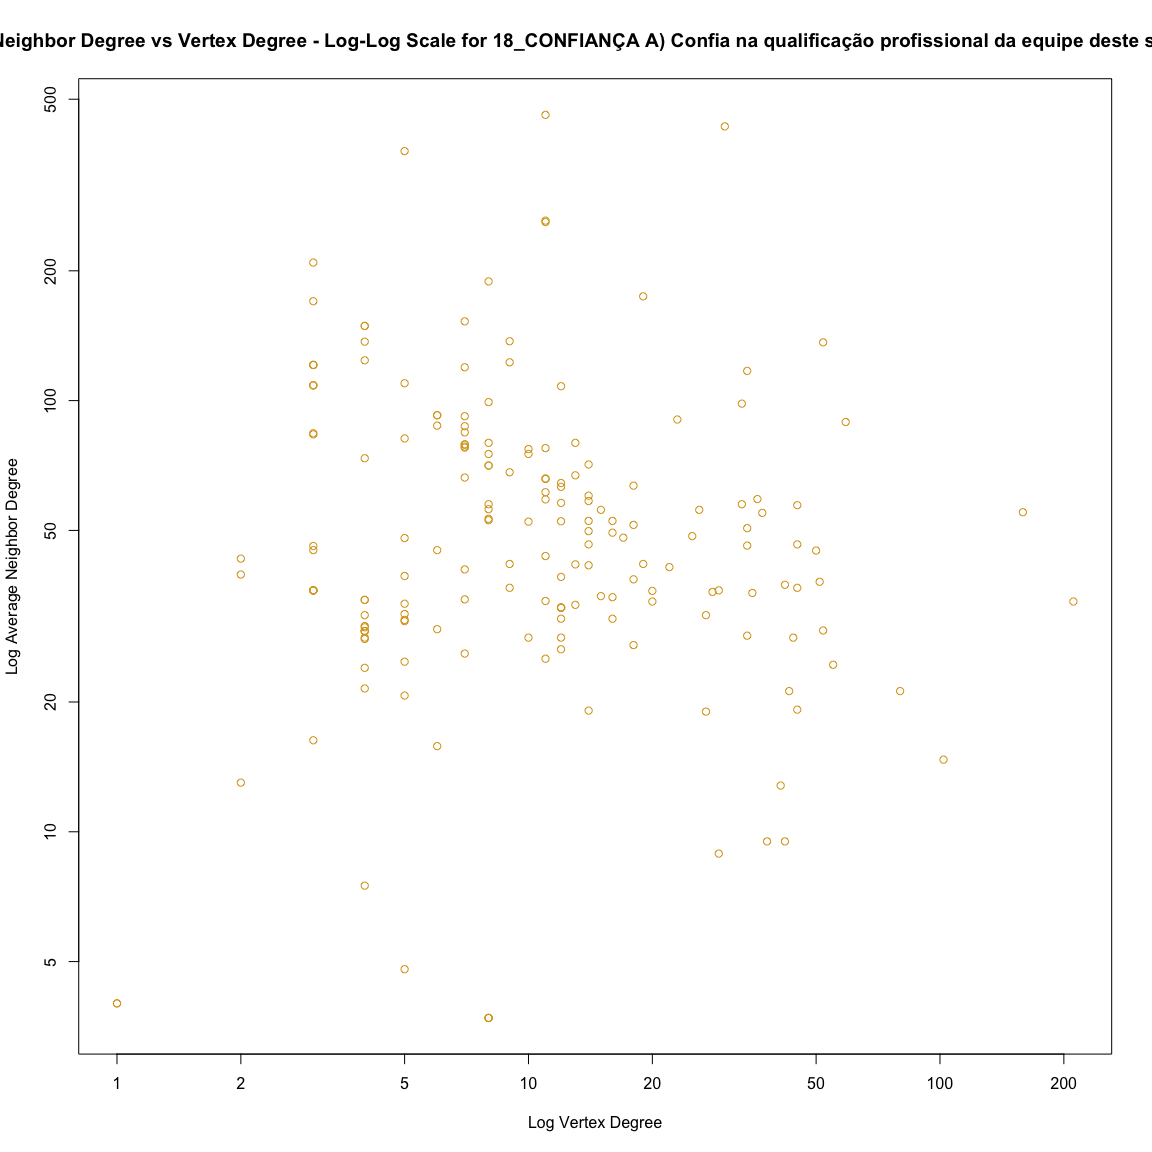 Neighbor Degree vs Vertex Degree - Log-Log Scale for 18_CONFIANÇA A) Confia na qualificação profissional da equipe deste s
500
200
100
50
20
10
5
Log Average Neighbor Degree
1 2 5 10 20 50 100 200
Log Vertex Degree